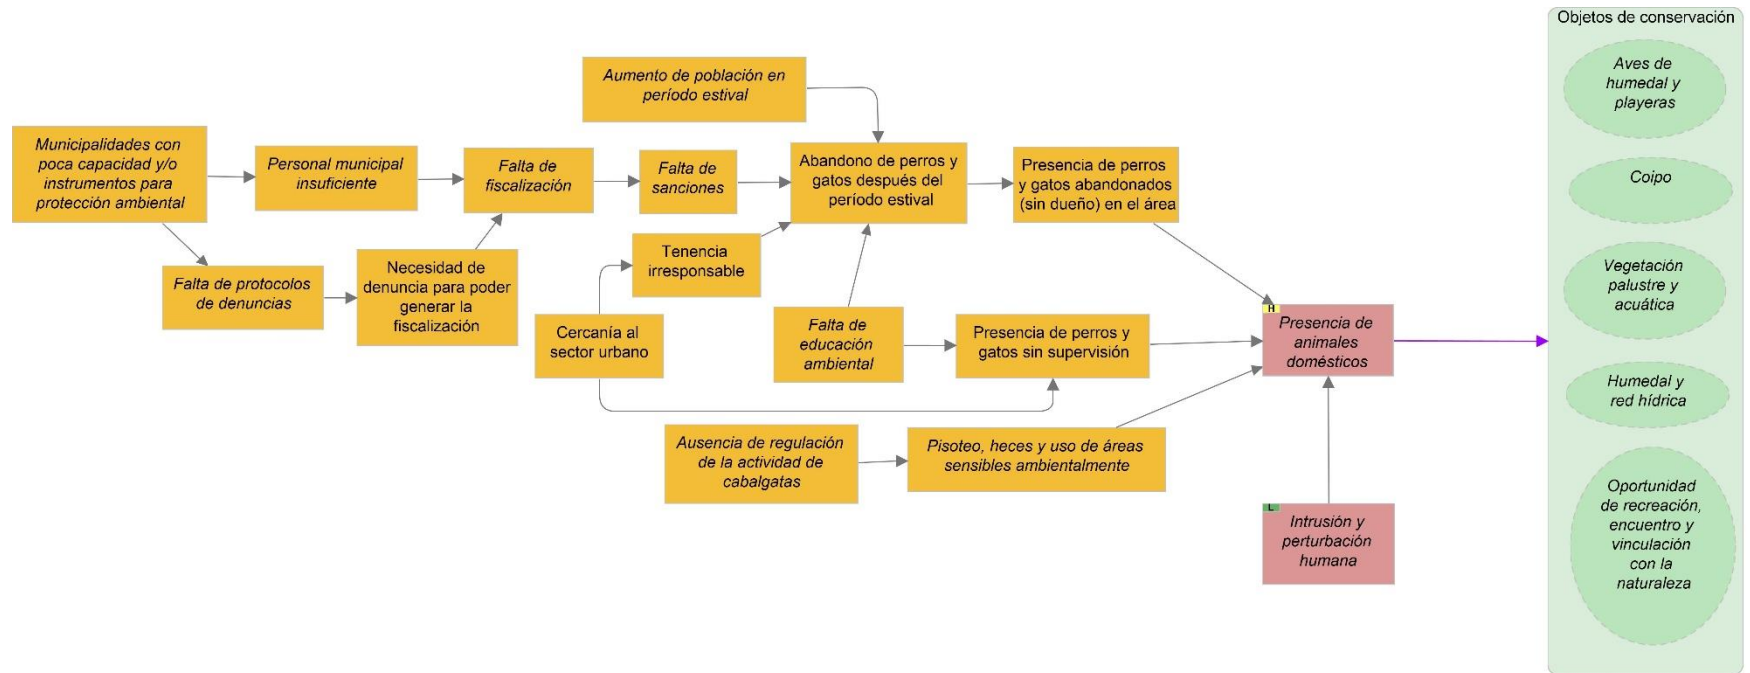 Objetos de conservación
Aves de
humedal y
playeras
Coipo
Vegetación
palustre y
acuática
Humedal y
red hídrica
Oportunidad
de recreación,
encuentro y
vinculación
con la
naturaleza
Aumento de población en
período estival
Municipalidades con
poca capacidad y/o
instrumentos para
protección ambiental
Personal municipal
insuficiente
Falta de
fiscalización
Falta de
sanciones
Abandono de perros y
gatos después del
período estival
Presencia de perros
y gatos abandonados
(sin dueño) en el área
Falta de protocolos
de denuncias
Necesidad de
denuncia para poder
generar la
fiscalización
Tenencia
irresponsable
Cercanía al
sector urbano
Falta de
educación
ambiental
Presencia de perros y
gatos sin supervisión
H
Presencia de
animales
domésticos
Ausencia de regulación
de la actividad de
cabalgatas
Pisoteo, heces y uso de áreas
sensibles ambientalmente
L
Intrusión y
perturbación
humana